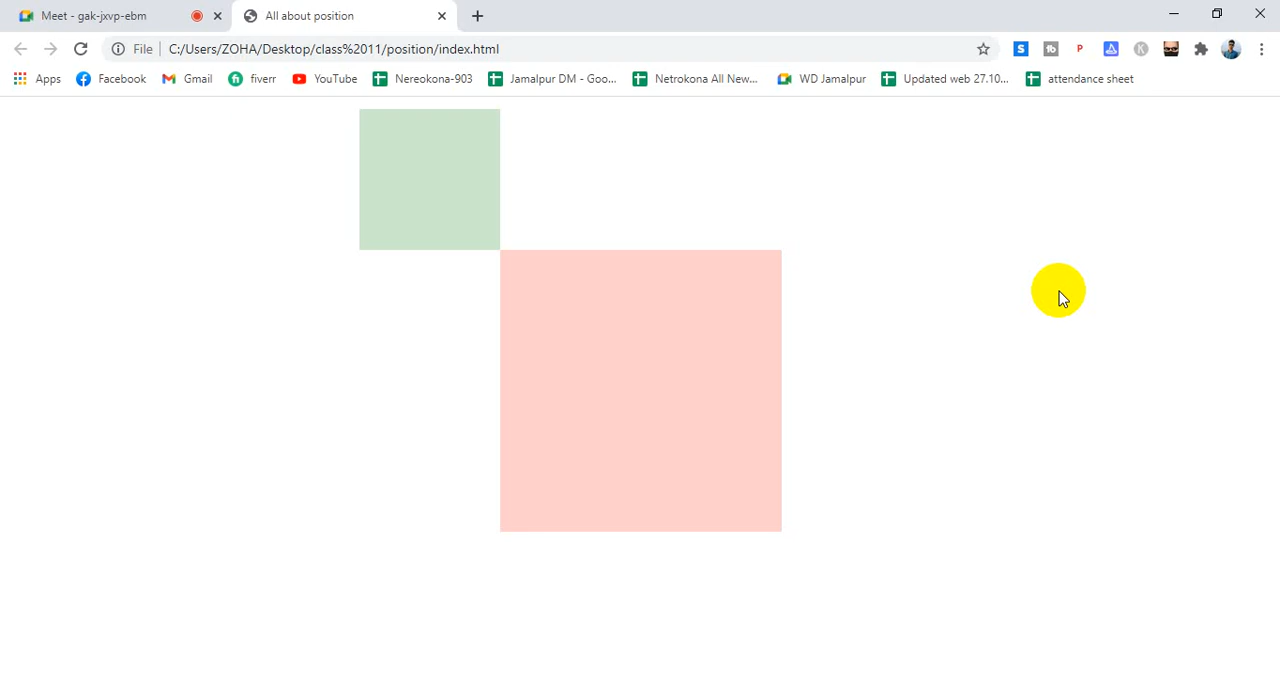 Meet - gak-jxvp-ebm All about position
File C:/Users/ZOHA/Desktop/class%2011/position/index.html
Apps Facebook Gmail fiverr YouTube Nereokona-903 Jamalpur DM - Goo... Netrokona All New... WD Jamalpur Updated web 27.10... attendance sheet